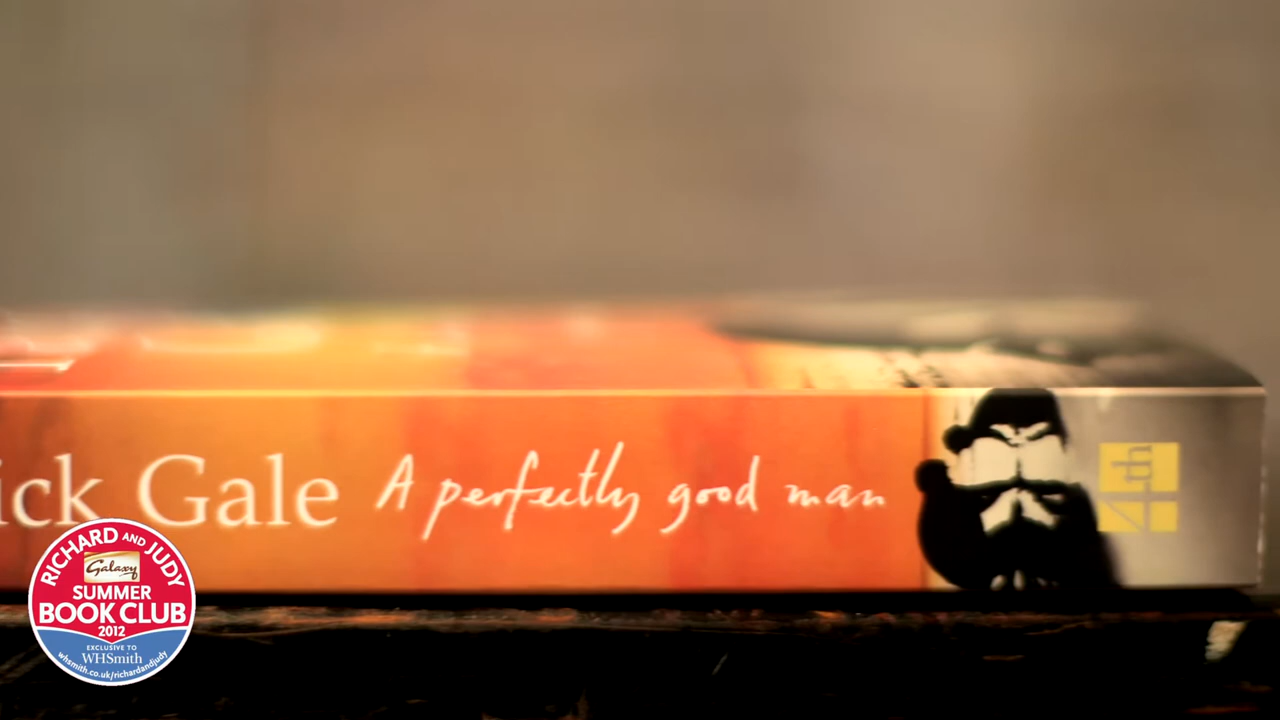 ick Gale A perfectly good man
RICHARD AND JUDY
Galaxy
SUMMER
BOOK CLUB
2012
EXCLUSIVE TO
WHSmith
whsmith.co.uk/richardandjudy